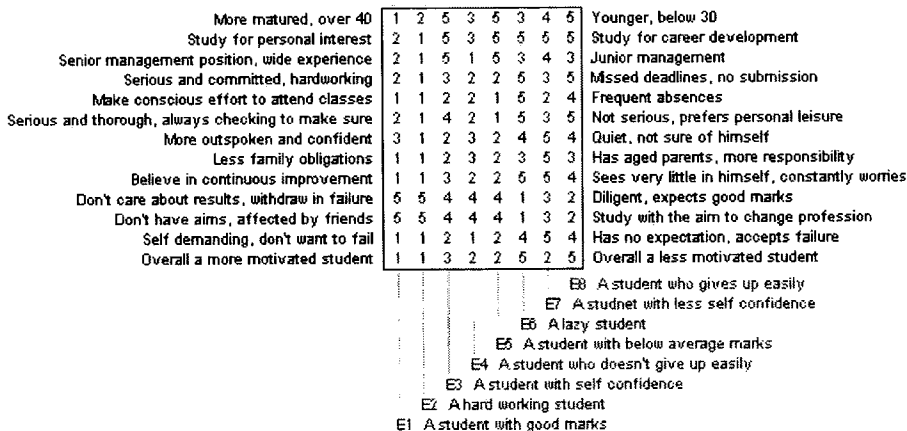 More matured, over 40 1 2 5 3 5 3 4 5 Younger, below 30
Study for personal interest 2 1 5 3 5 5 5 5 Study for career development
Senior management position, wide experience 2 1 5 1 5 3 4 3 Junior management
Serious and committed, hardworking 2 1 3 2 2 5 3 5 Missed deadlines, no submission
Make conscious effort to attend classes 1 1 2 2 1 5 2 4 Frequent absences
Serious and thorough, always checking to make sure 2 1 4 2 1 5 3 5 Not serious, prefers personal leisure
More outspoken and confident 3 1 2 3 2 4 5 4 Quiet, not sure of himself
Less family obligations 1 1 2 3 2 3 5 3 Has aged parents, more responsibility
Believe in continuous improvement 1 1 3 2 2 5 5 4 Sees very little in himself, constantly worries
Don't care about results, withdraw in failure 5 5 4 4 4 1 3 2 Diligent, expects good marks
Don't have aims, affected by friends 5 5 4 4 4 1 3 2 Study with the aim to change profession
Self demanding, don't want to fail 1 1 2 1 2 4 5 4 Has no expectation, accepts failure
Overall a more motivated student 1 1 3 2 2 5 2 5 Overall a less motivated student
E8 A student who gives up easily
E7 A studnet with less self confidence
E6 A lazy student
E5 A student with below average marks
E4 A student who doesn't give up easily
E3 A student with self confidence
E2 A hard working student
E1 A student with good marks